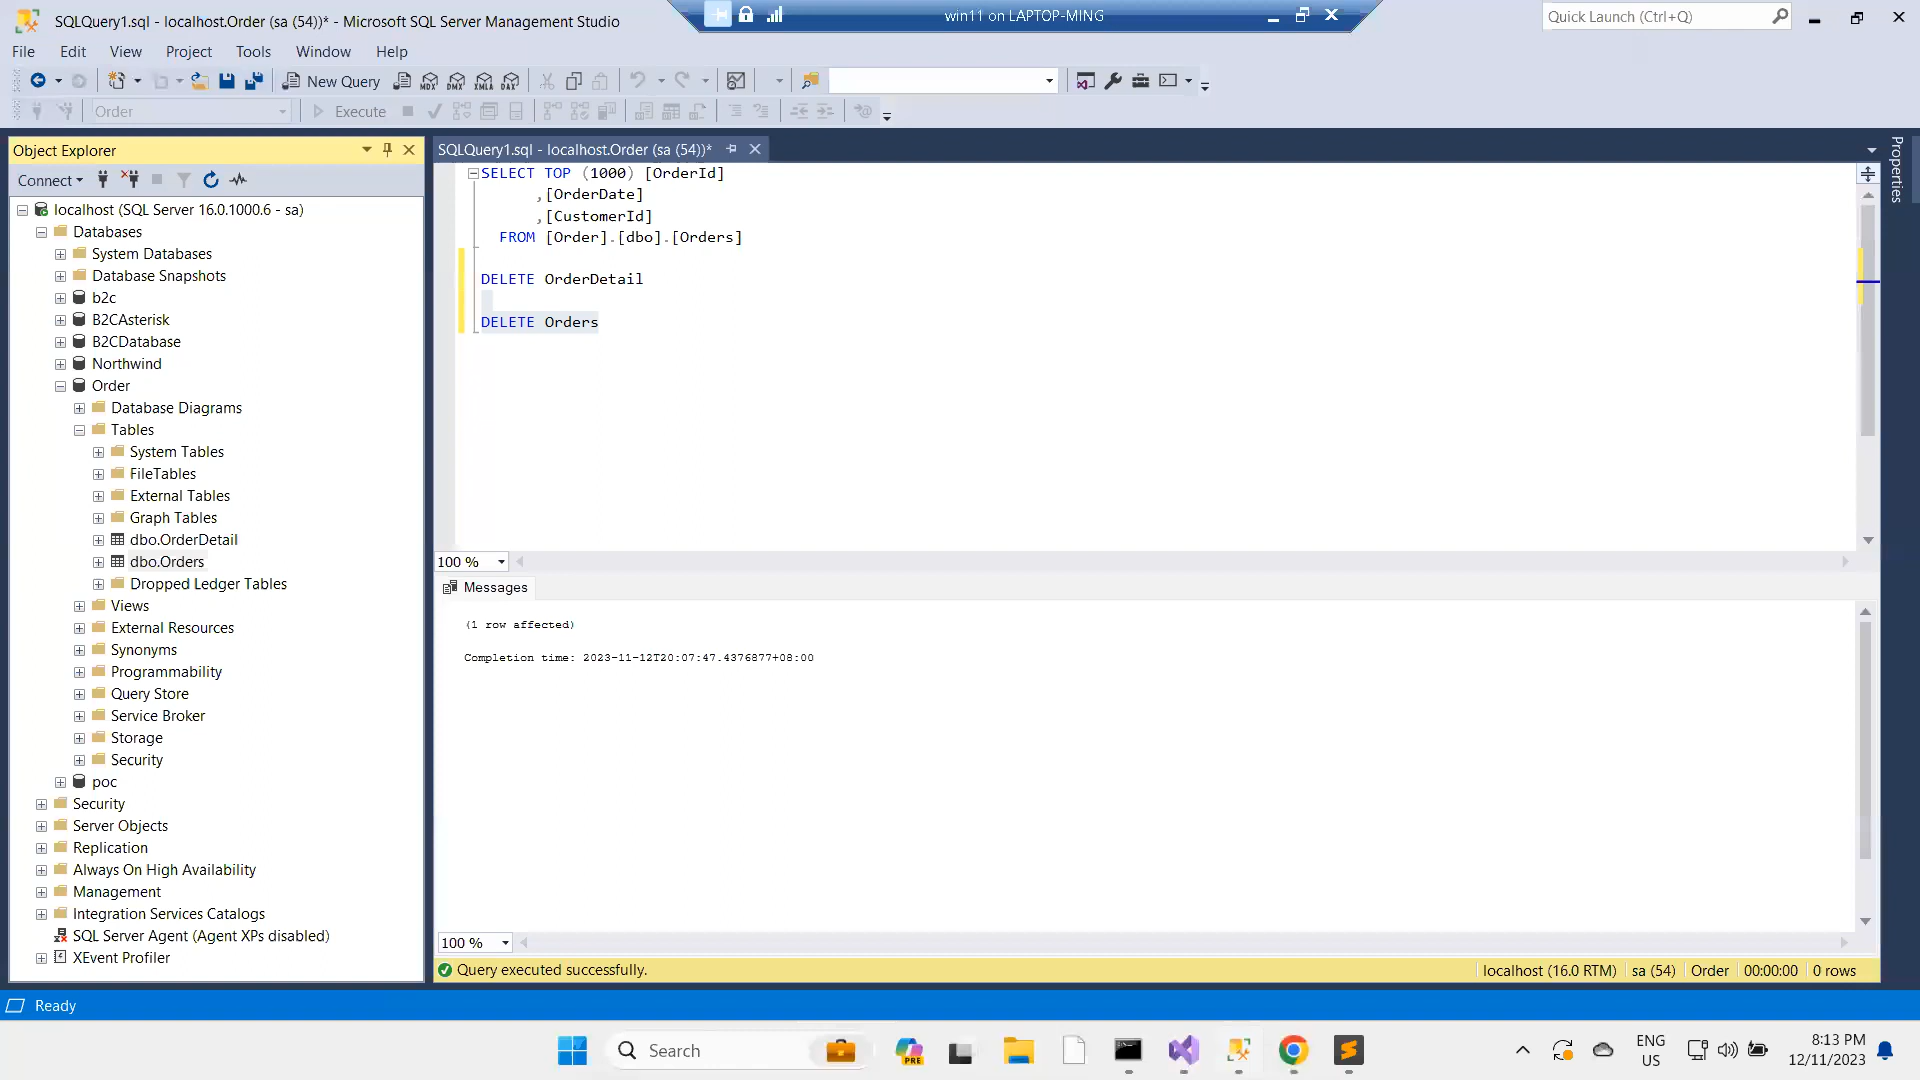 SQLQuery1.sql - localhost.Order (sa (54))* - Microsoft SQL Server Management Studio
win11 on LAPTOP-MING
Quick Launch (Ctrl+Q)
File Edit View Project Tools Window Help
New Query
MDX DMX XMLA DAX
Order
Execute
Object Explorer
SQLQuery1.sql - localhost.Order (sa (54))*
Properties
Connect
localhost (SQL Server 16.0.1000.6 - sa)
Databases
System Databases
Database Snapshots
b2c
B2CAsterisk
B2CDatabase
Northwind
Order
Database Diagrams
Tables
System Tables
FileTables
External Tables
Graph Tables
dbo.OrderDetail
dbo.Orders
Dropped Ledger Tables
Views
External Resources
Synonyms
Programmability
Query Store
Service Broker
Storage
Security
poc
Security
Server Objects
Replication
Always On High Availability
Management
Integration Services Catalogs
SQL Server Agent (Agent XPs disabled)
XEvent Profiler
SELECT TOP (1000) [OrderId]
,[OrderDate]
,[CustomerId]
FROM [Order].[dbo].[Orders]
DELETE OrderDetail
DELETE Orders
100 %
Messages
(1 row affected)
Completion time: 2023-11-12T20:07:47.4376877+08:00
100 %
Query executed successfully.
localhost (16.0 RTM) sa (54) Order 00:00:00 0 rows
Ready
Search
PRE
ENG
US
8:13 PM
12/11/2023